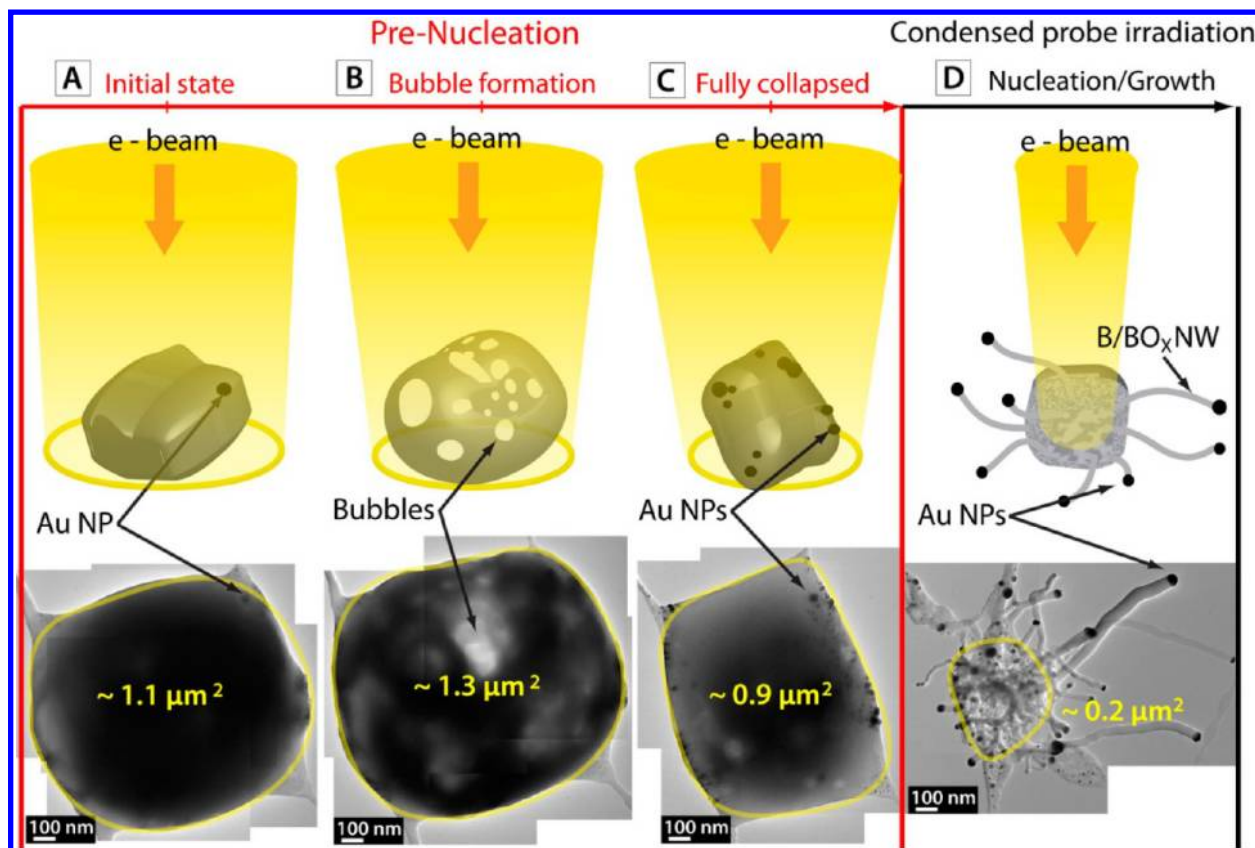 Pre-Nucleation
Condensed probe irradiation
A Initial state
B Bubble formation
C Fully collapsed
D Nucleation/Growth
e - beam
e - beam
e - beam
e - beam
B/BOₓNW
Au NP
Bubbles
Au NPs
Au NPs
~ 1.1 μm²
~ 1.3 μm²
~ 0.9 μm²
~ 0.2 μm²
100 nm
100 nm
100 nm
100 nm